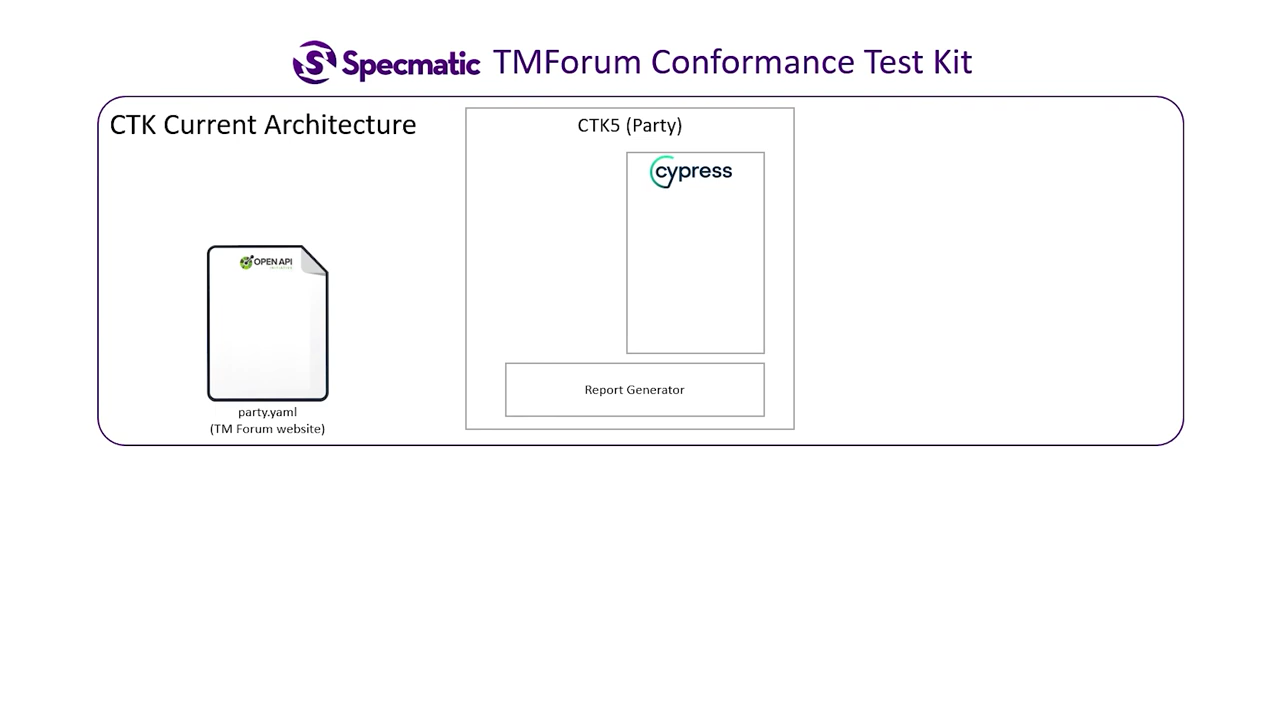 Specmatic TMForum Conformance Test Kit
CTK Current Architecture
CTK5 (Party)
cypress
OPEN API
INITIATIVE
Report Generator
party.yaml
(TM Forum website)